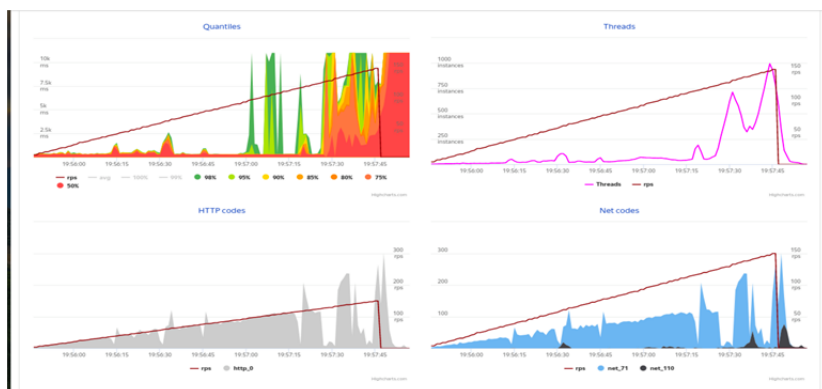 Quantiles
10k
ms
7.5k
ms
5k
ms
2.5k
ms
19:56:00 19:56:15 19:56:30 19:56:45 19:57:00 19:57:15 19:57:30 19:57:45
rps avg 100% 99% 98% 95% 90% 85% 80% 75%
50%
Highcharts.com
Threads
1000
instances
750
instances
500
instances
250
instances
150
rps
100
rps
50
rps
19:56:00 19:56:15 19:56:30 19:56:45 19:57:00 19:57:15 19:57:30 19:57:45
Threads rps
Highcharts.com
HTTP codes
300
rps
200
rps
100
rps
19:56:00 19:56:15 19:56:30 19:56:45 19:57:00 19:57:15 19:57:30 19:57:45
rps http_0
Highcharts.com
Net codes
300
200
100
150
rps
100
rps
50
rps
19:56:00 19:56:15 19:56:30 19:56:45 19:57:00 19:57:15 19:57:30 19:57:45
rps net_71 net_110
Highcharts.com